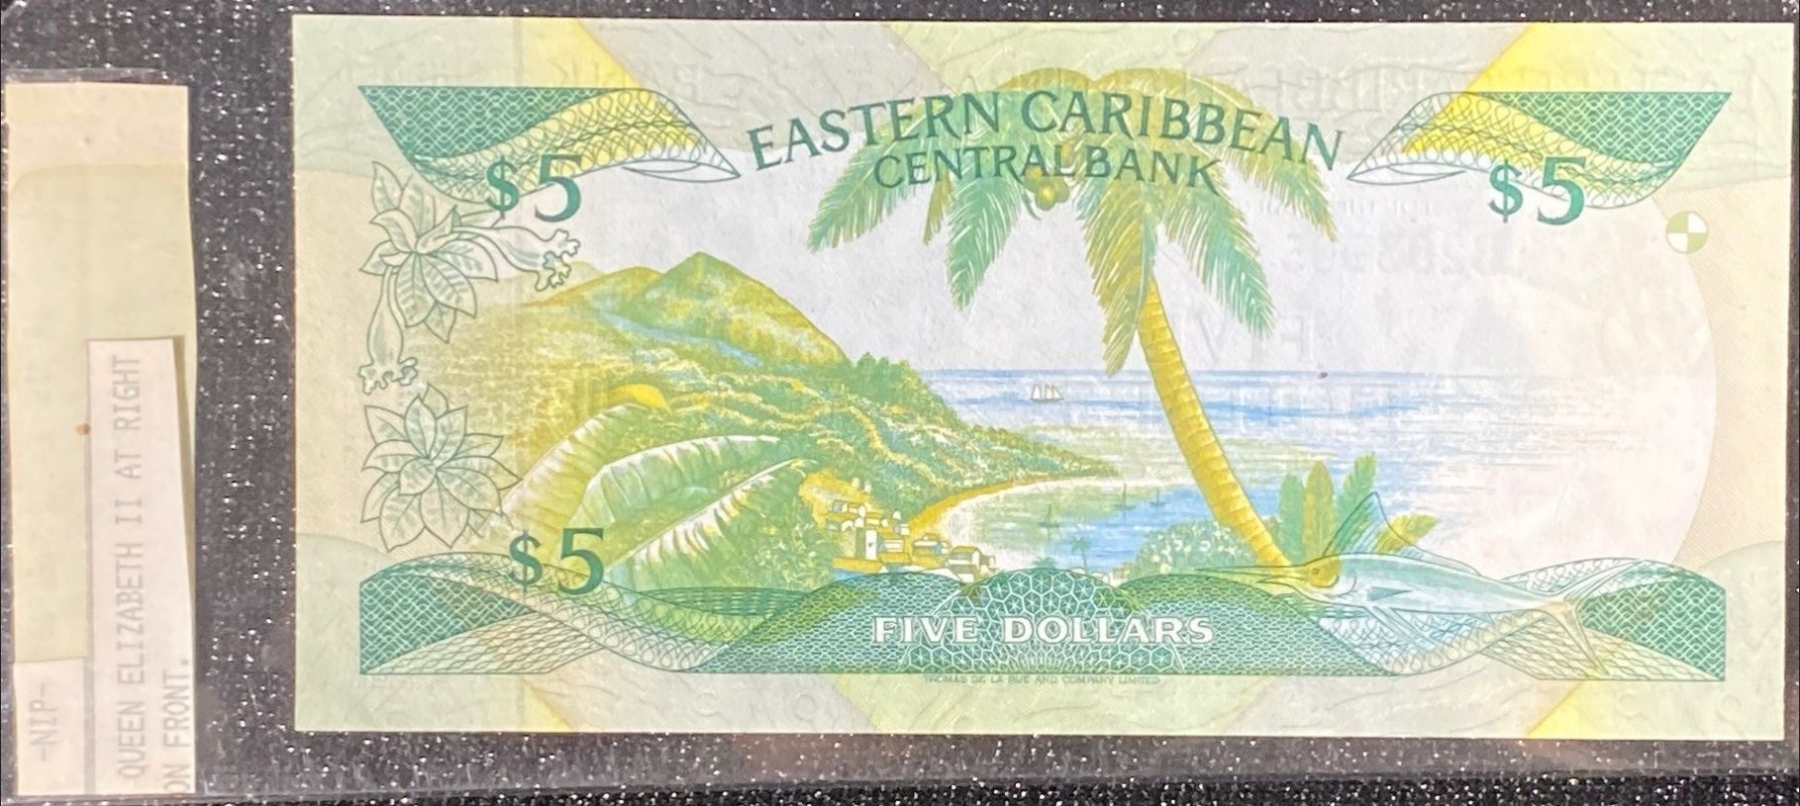 EASTERN CARIBBEAN
CENTRAL BANK
$5
$5
$5
FIVE DOLLARS
THOMAS DE LA RUE AND COMPANY LIMITED
-NIP-
QUEEN ELIZABETH II AT RIGHT
ON FRONT.